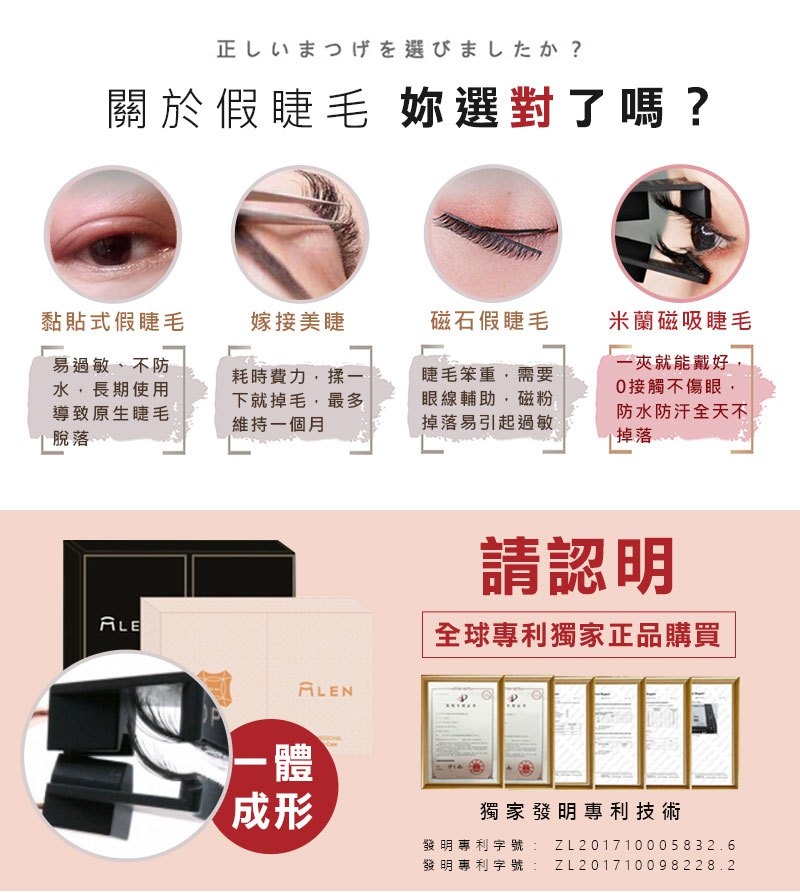 正しいまつげを選びましたか？
關於假睫毛 妳選對了嗎？
黏貼式假睫毛
易過敏、不防
水，長期使用
導致原生睫毛
脫落
嫁接美睫
耗時費力，揉一
下就掉毛，最多
維持一個月
磁石假睫毛
睫毛笨重，需要
眼線輔助，磁粉
掉落易引起過敏
米蘭磁吸睫毛
一夾就能戴好，
0接觸不傷眼，
防水防汗全天不
掉落
ALE
ALEN
一體
成形
請認明
全球專利獨家正品購買
獨家發明專利技術
發明專利字號： ZL201710005832.6
發明專利字號： ZL201710098228.2